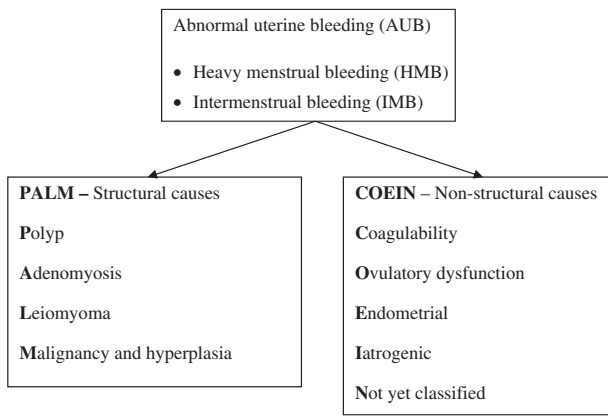 Abnormal uterine bleeding (AUB)
• Heavy menstrual bleeding (HMB)
• Intermenstrual bleeding (IMB)
PALM – Structural causes
Polyp
Adenomyosis
Leiomyoma
Malignancy and hyperplasia
COEIN – Non-structural causes
Coagulability
Ovulatory dysfunction
Endometrial
Iatrogenic
Not yet classified